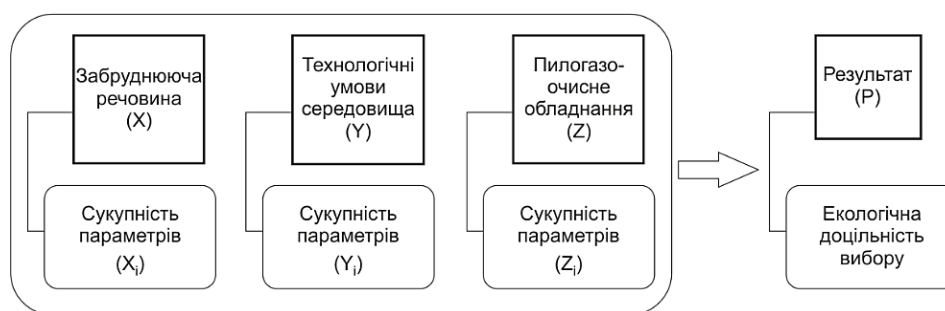 Забруднююча
речовина
(X)
Технологічні
умови
середовища
(Y)
Пилогазо-
очисне
обладнання
(Z)
Результат
(P)
Сукупність
параметрів
(Xi)
Сукупність
параметрів
(Yi)
Сукупність
параметрів
(Zi)
Екологічна
доцільність
вибору